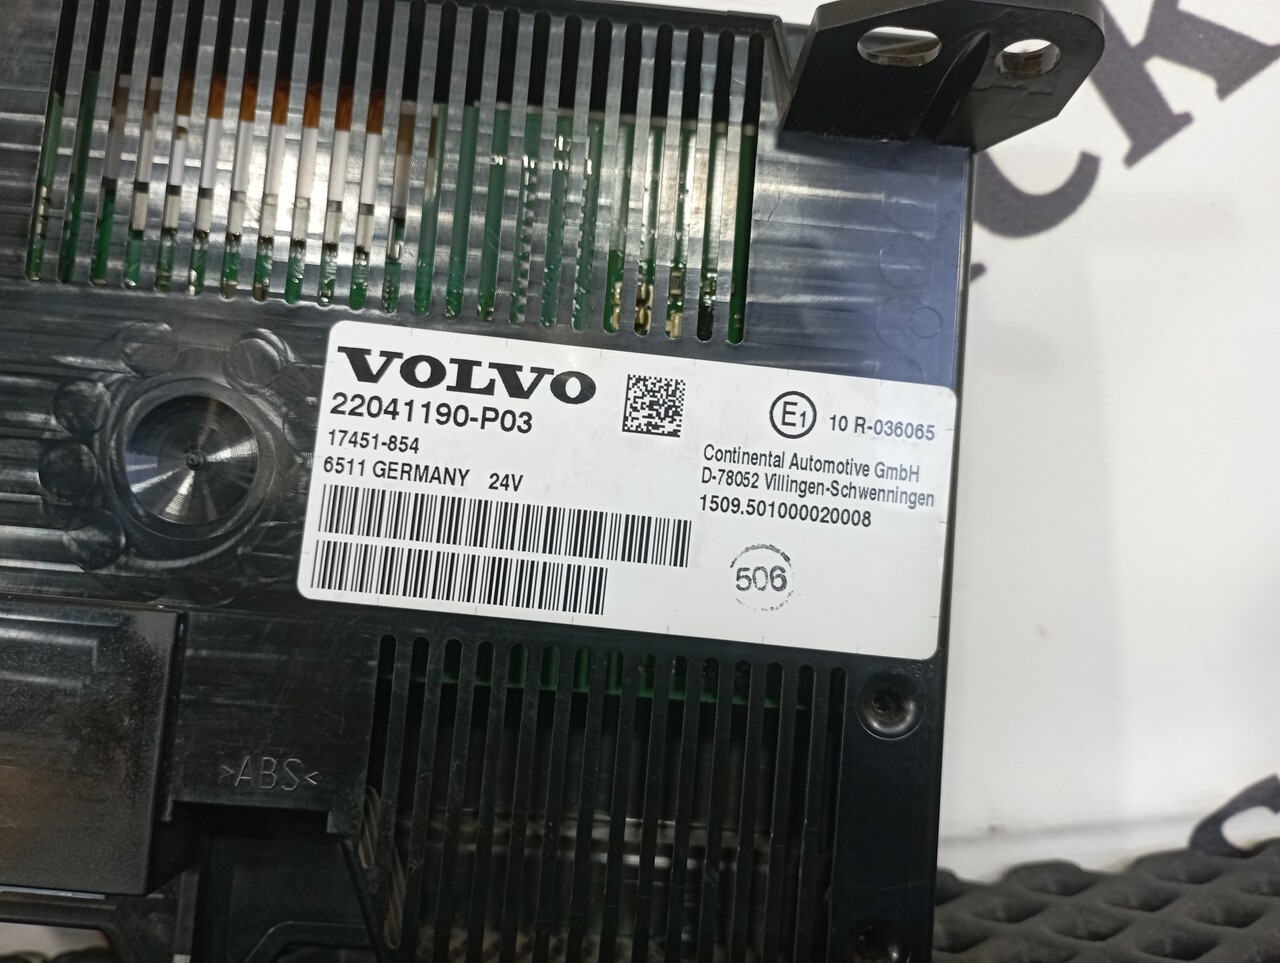 VOLVO
22041190-P03
17451-854
6511 GERMANY 24V
E1
10 R-036065
Continental Automotive GmbH
D-78052 Villingen-Schwenningen
1509.501000020008
506
>ABS<
CK